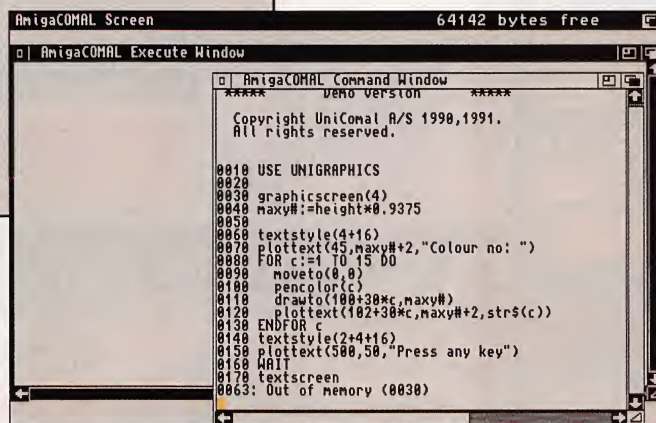 AmigaCOMAL Screen 64142 bytes free
AmigaCOMAL Execute Window
AmigaCOMAL Command Window
***** Demo version *****
Copyright UniComal A/S 1990,1991.
All rights reserved.
0010 USE UNIGRAPHICS
0020
0030 graphicscreen(4)
0040 maxy#:=height*0.9375
0050
0060 textstyle(4+16)
0070 plottext(45,maxy#+2,"Colour no: ")
0080 FOR c:=1 TO 15 DO
0090 moveto(0,0)
0100 pencolor(c)
0110 drawto(100+30*c,maxy#)
0120 plottext(102+30*c,maxy#+2,str$(c))
0130 ENDFOR c
0140 textstyle(2+4+16)
0150 plottext(500,50,"Press any key")
0160 WAIT
0170 textscreen
0063: Out of memory (0030)